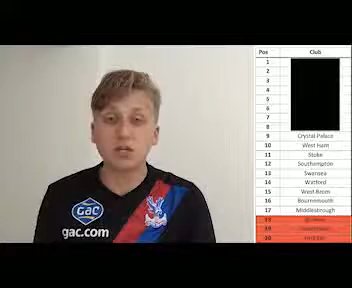 Pos Club
1
2
3
4
5
6
7
8
9 Crystal Palace
10 West Ham
11 Stoke
12 Southampton
13 Swansea
14 Watford
15 West Brom
16 Bournemouth
17 Middlesbrough
18
19
20
GAC
gac.com